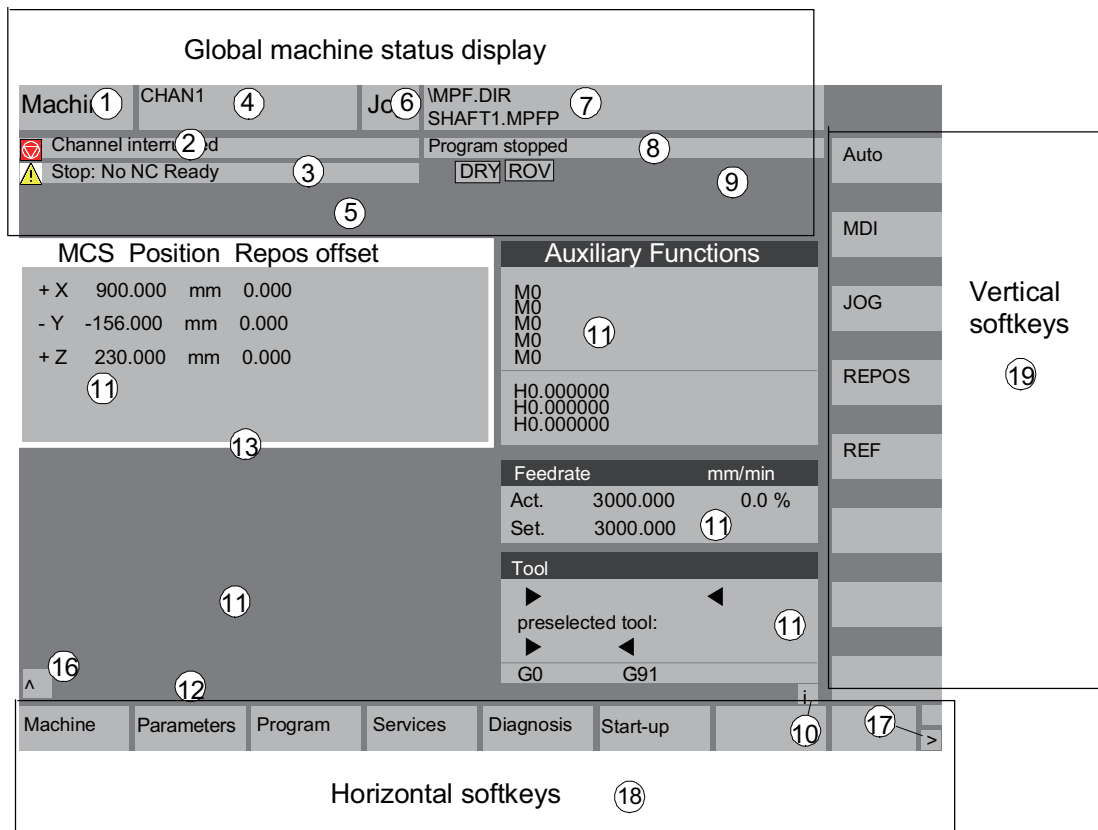 Global machine status display
Machi 1 CHAN1 4 Jo 6 \MPF.DIR 7
SHAFT1.MPFP
Channel interru 2 ed Program stopped 8
Stop: No NC Ready 3 DRY ROV 9
5
Auto
MDI
JOG
REPOS
REF
Vertical
softkeys
19
MCS Position Repos offset
+ X 900.000 mm 0.000
- Y -156.000 mm 0.000
+ Z 230.000 mm 0.000
11
13
Auxiliary Functions
M0
M0
M0
M0
M0
11
H0.000000
H0.000000
H0.000000
Feedrate mm/min
Act. 3000.000 0.0 %
Set. 3000.000 11
Tool
preselected tool:
11
G0 G91
11
16
^
12
i
Machine Parameters Program Services Diagnosis Start-up 10 17 >
Horizontal softkeys 18